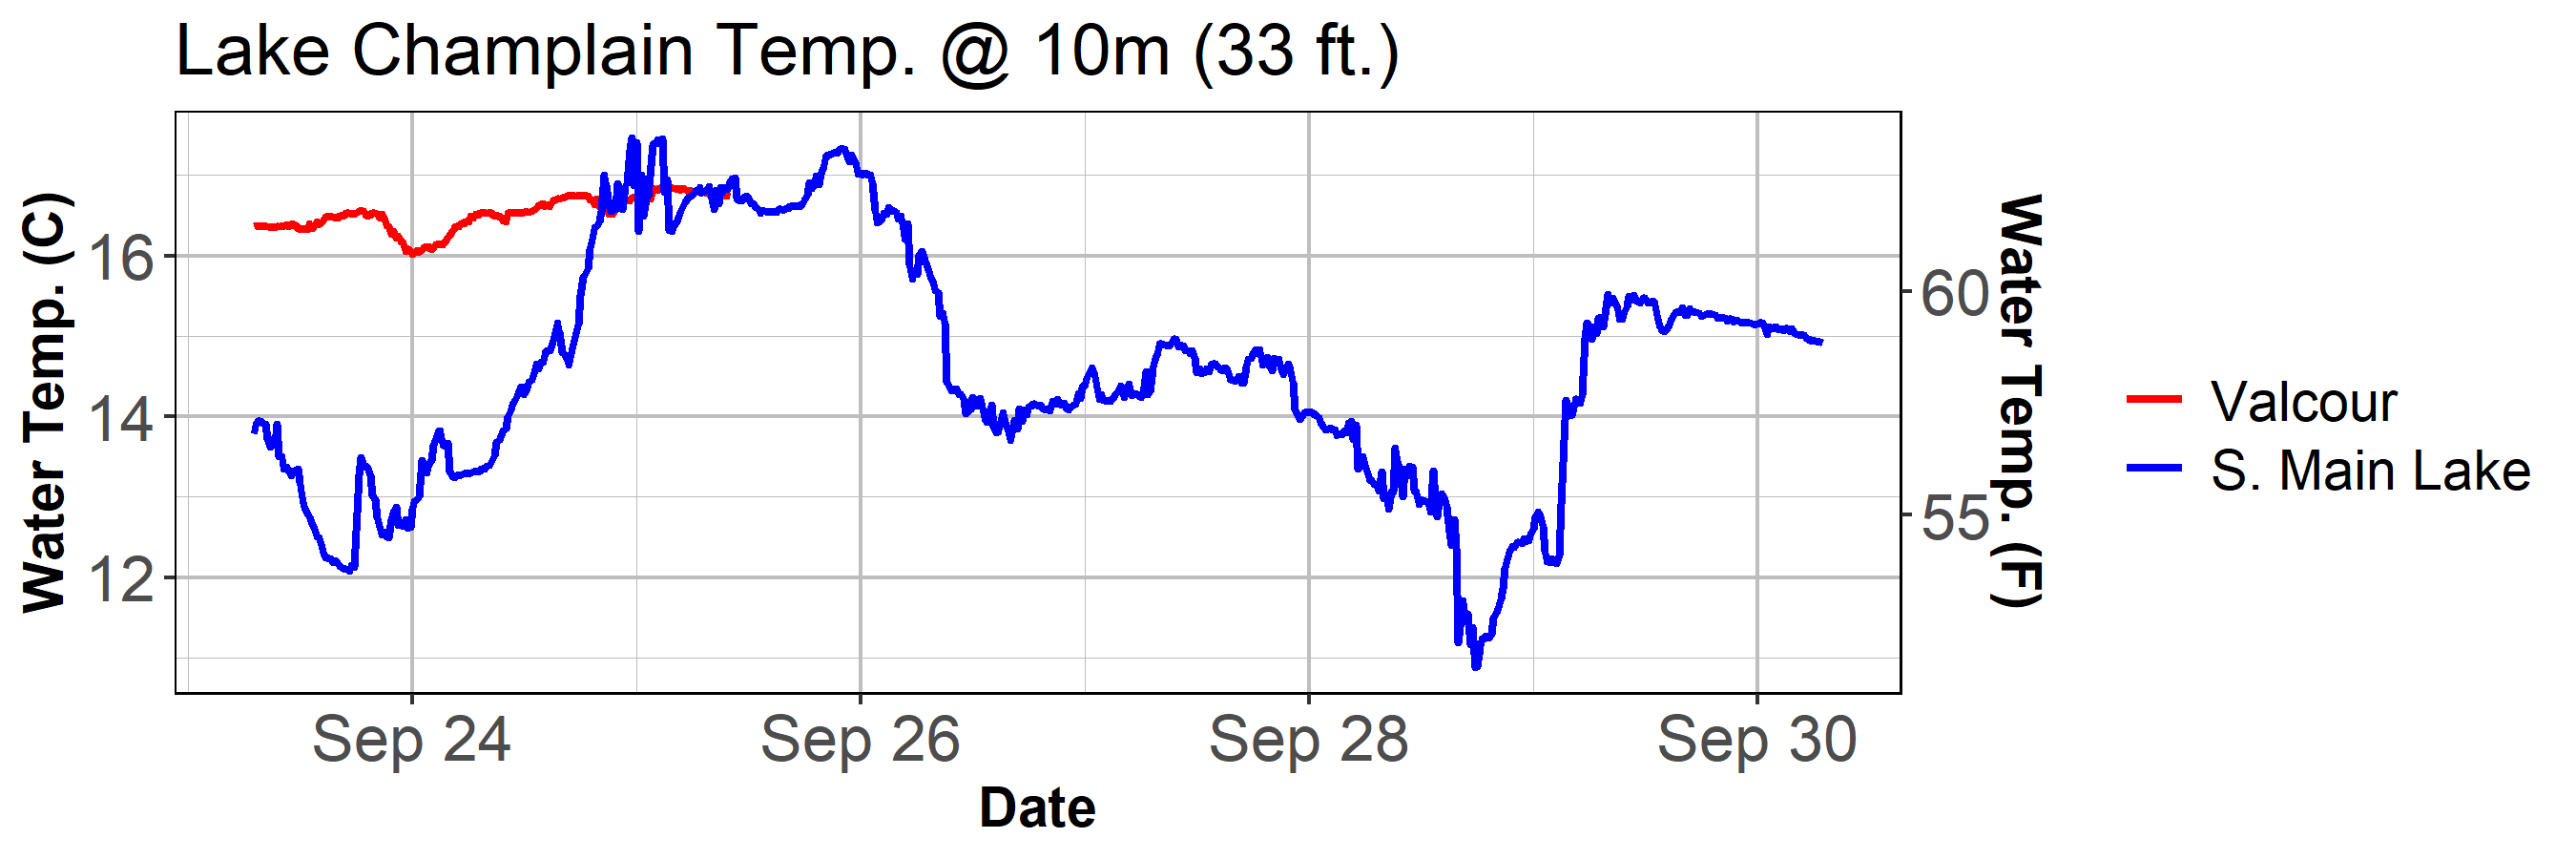 Lake Champlain Temp. @ 10m (33 ft.)
Water Temp. (C)
16
14
12
Water Temp. (F)
60
55
Sep 24
Sep 26
Sep 28
Sep 30
Date
Valcour
S. Main Lake